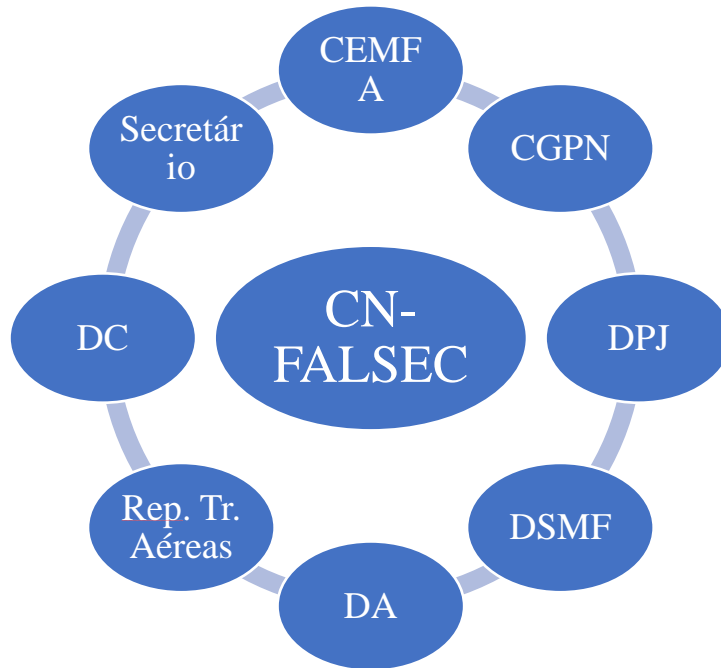 CEMF
A
CGPN
DPJ
DSMF
DA
Rep. Tr.
Aéreas
DC
Secretár
io
CN-
FALSEC